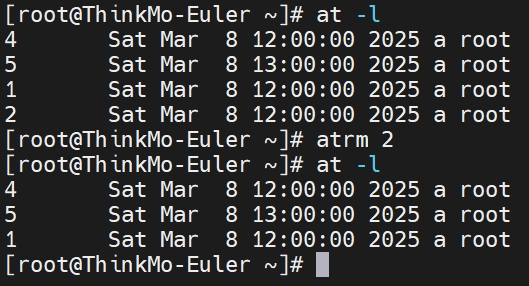 [root@ThinkMo-Euler ~]# at -l
4       Sat Mar  8 12:00:00 2025 a root
5       Sat Mar  8 13:00:00 2025 a root
1       Sat Mar  8 12:00:00 2025 a root
2       Sat Mar  8 12:00:00 2025 a root
[root@ThinkMo-Euler ~]# atrm 2
[root@ThinkMo-Euler ~]# at -l
4       Sat Mar  8 12:00:00 2025 a root
5       Sat Mar  8 13:00:00 2025 a root
1       Sat Mar  8 12:00:00 2025 a root
[root@ThinkMo-Euler ~]#